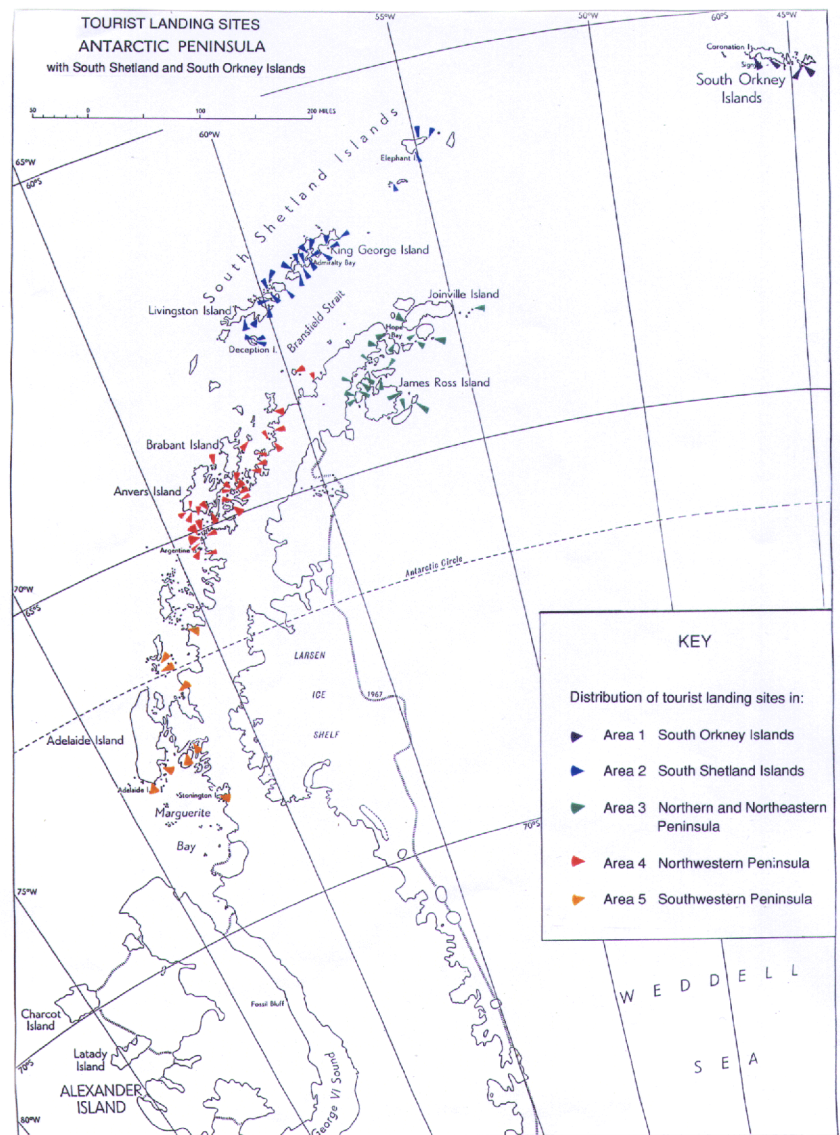 TOURIST LANDING SITES
ANTARCTIC PENINSULA
with South Shetland and South Orkney Islands
50 0 100 200 MILES
55°W
50°W
60°S
45°W
Coronation I.
South Orkney
Islands
60°W
65°W
60°S
South Shetland Islands
Elephant I.
King George Island
Admiralty Bay
Livingston Island
Bransfield Strait
Joinville Island
Hope
Bay
Deception I.
James Ross Island
Brabant Island
Anvers Island
Argentine
Antarctic Circle
70°W
65°S
LARSEN
ICE
SHELF
1967
Adelaide Island
Adelaide I.
Stonington
Marguerite
Bay
70°S
75°W
Fossil Bluff
Charcot
Island
Latady
Island
70°S
ALEXANDER
ISLAND
George VI Sound
80°W
KEY
Distribution of tourist landing sites in:
Area 1 South Orkney Islands
Area 2 South Shetland Islands
Area 3 Northern and Northeastern
Peninsula
Area 4 Northwestern Peninsula
Area 5 Southwestern Peninsula
WEDDELL
SEA